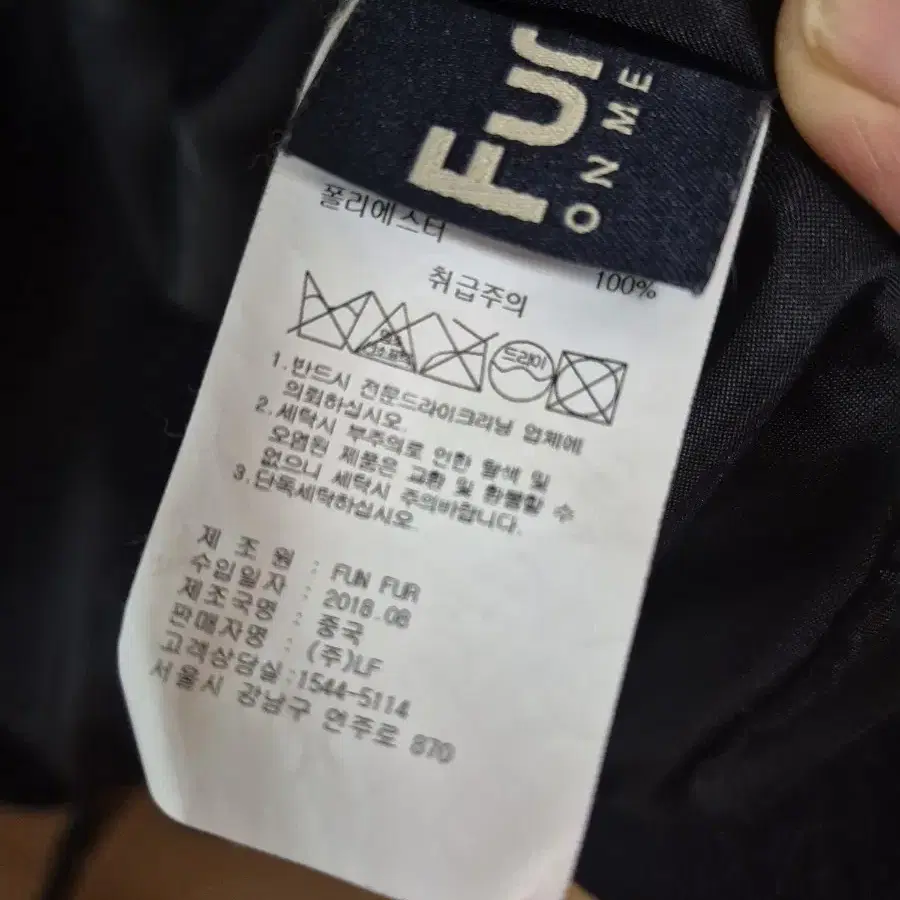 Fur
ON ME
폴리에스터 100%
취급주의
드라이
1.반드시 전문드라이크리닝 업체에
의뢰하십시오.
2.세탁시 부주의로 인한 탈색 및
오염된 제품은 교환 및 환불할 수
없으니 세탁시 주의바랍니다.
3.단독세탁하십시오.
제 조 원 : FUN FUR
수입일자 : 2018.08
제조국명 : 중국
판매자명 : (주)LF
고객상담실:1544-5114
서울시 강남구 언주로 870